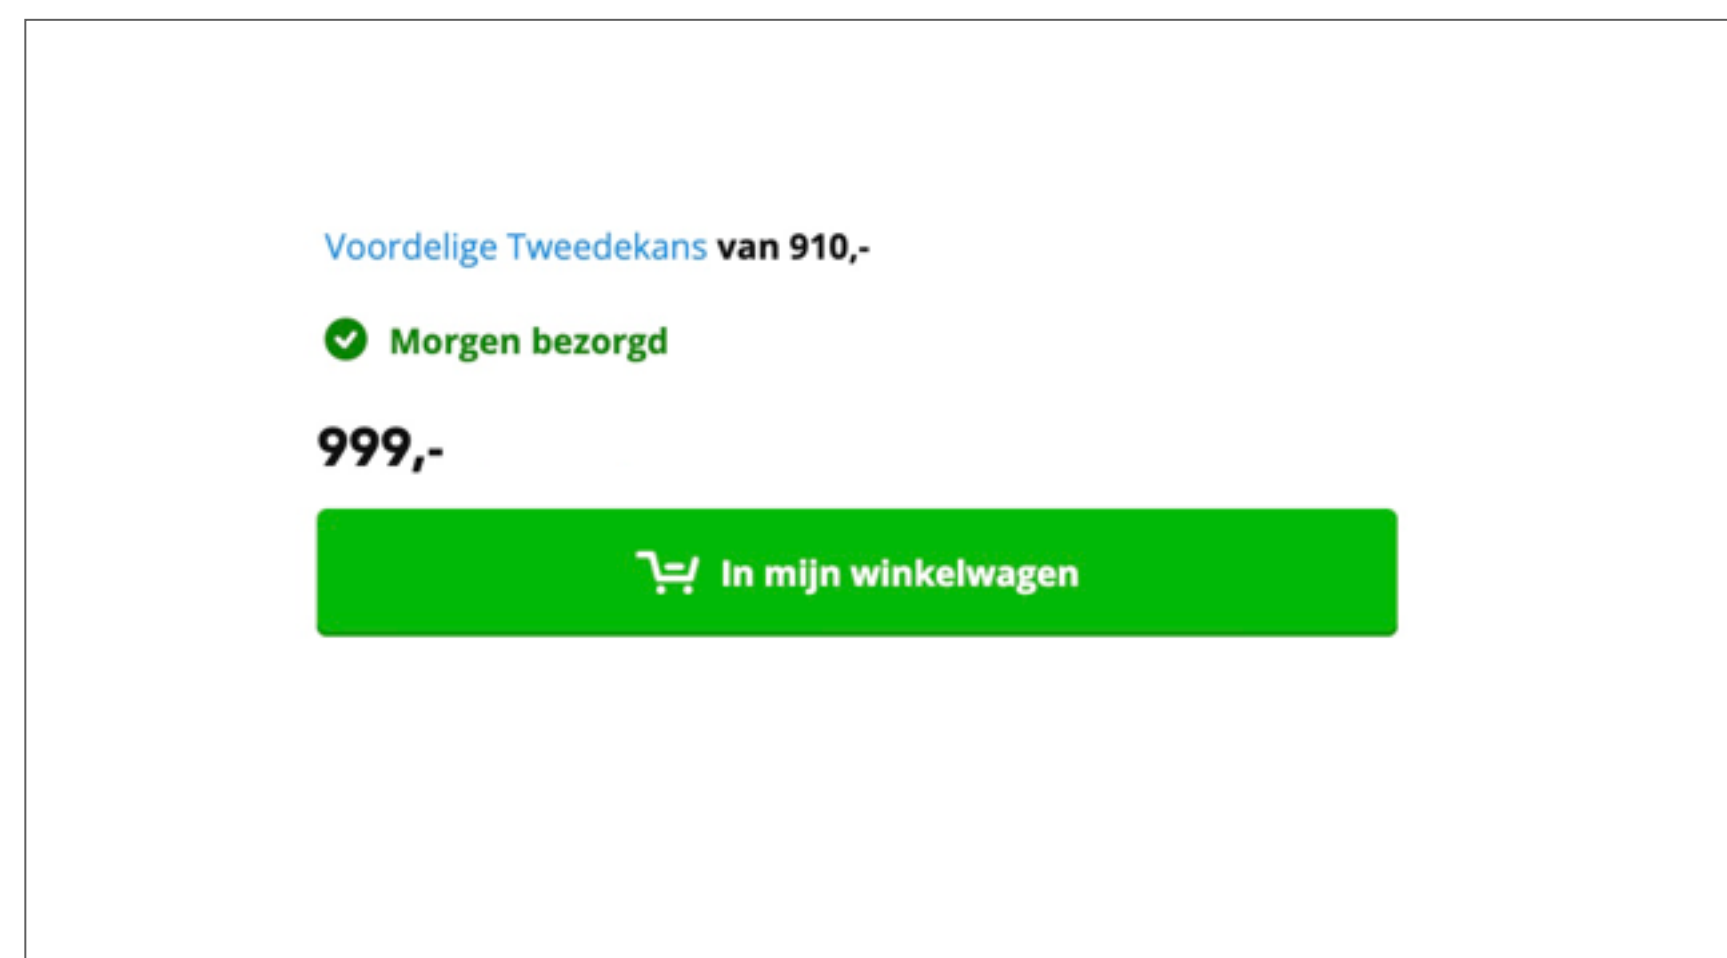 Voordelige Tweedekans van 910,-
Morgen bezorgd
999,-
In mijn winkelwagen